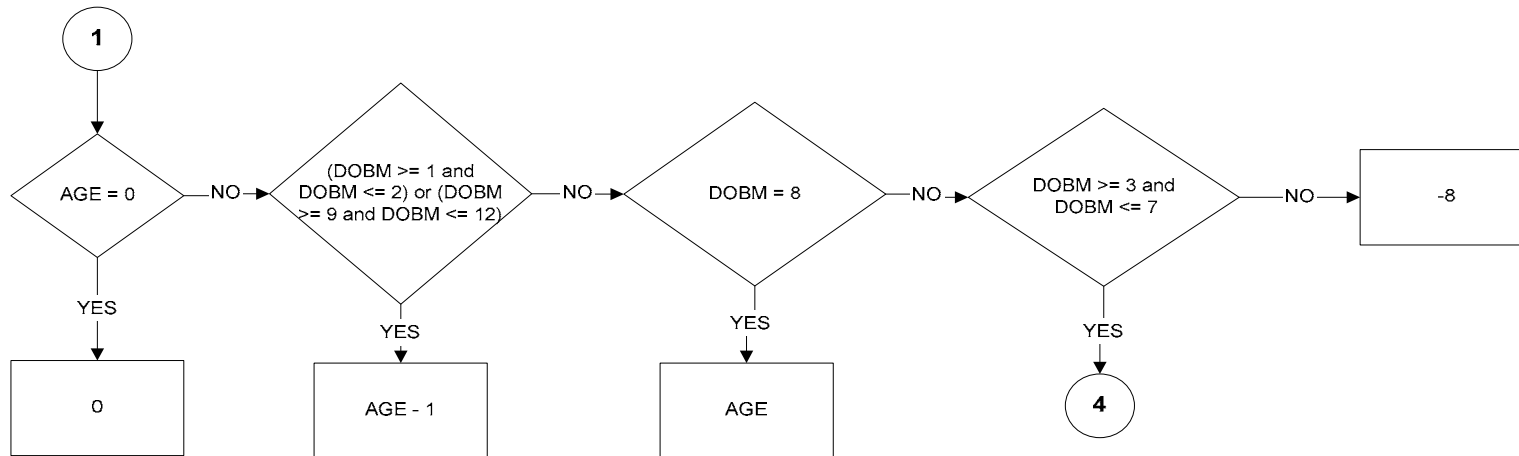 1
AGE = 0
NO
(DOBM >= 1 and
DOBM <= 2) or (DOBM
>= 9 and DOBM <= 12)
NO
DOBM = 8
NO
DOBM >= 3 and
DOBM <= 7
NO
-8
YES
YES
YES
YES
0
AGE - 1
AGE
4